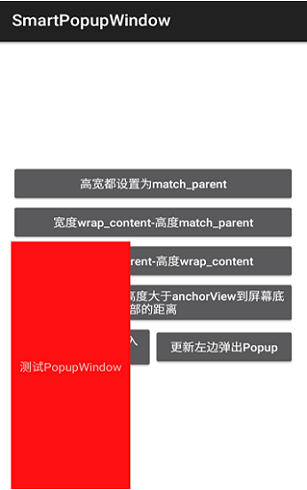 SmartPopupWindow
高宽都设置为match_parent
宽度wrap_content-高度match_parent
rent-高度wrap_content
高度大于anchorView到屏幕底
部的距离
入
更新左边弹出Popup
测试PopupWindow